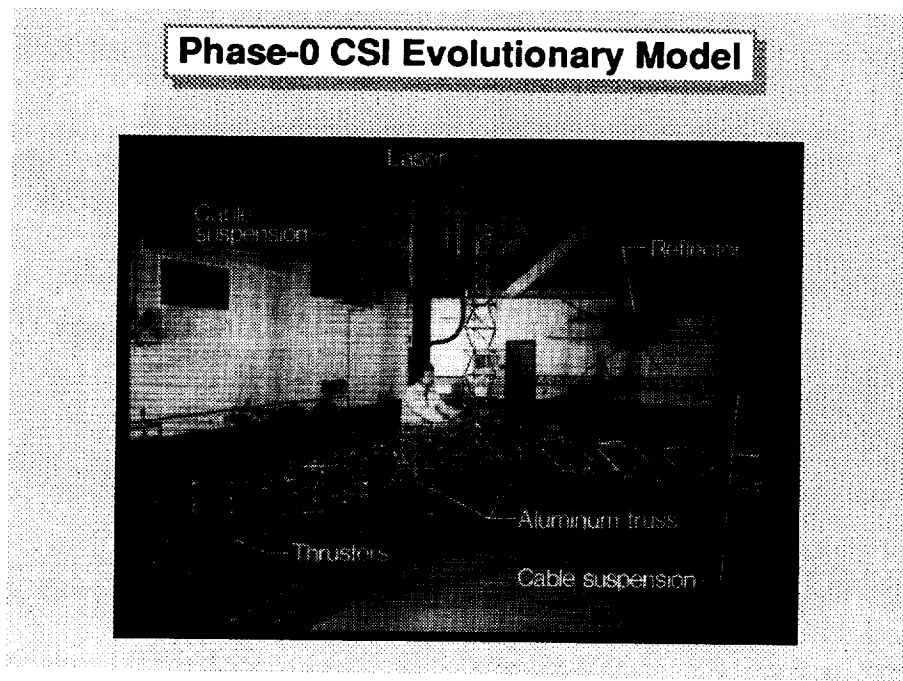 Phase-0 CSI Evolutionary Model
Laser
Cable
suspension
Reflector
Aluminum truss
Thrustors
Cable suspension